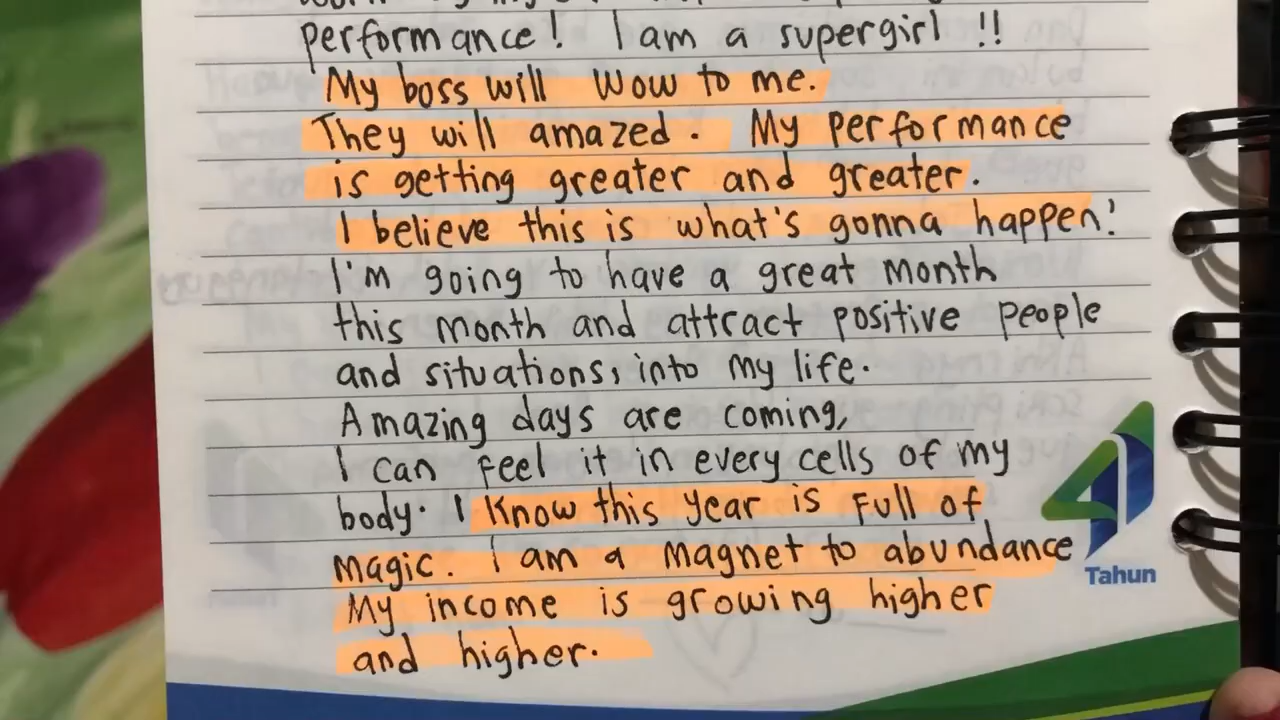 performance! I am a supergirl !!
My boss will Wow to me.
They will amazed. My performance
is getting greater and greater.
I believe this is what's gonna happen!
I'm going to have a great month
this month and attract positive people
and situations, into my life.
Amazing days are coming,
I can feel it in every cells of my
body. I Know this year is full of
magic. I am a magnet to abundance
My income is growing higher
and higher.
41
Tahun